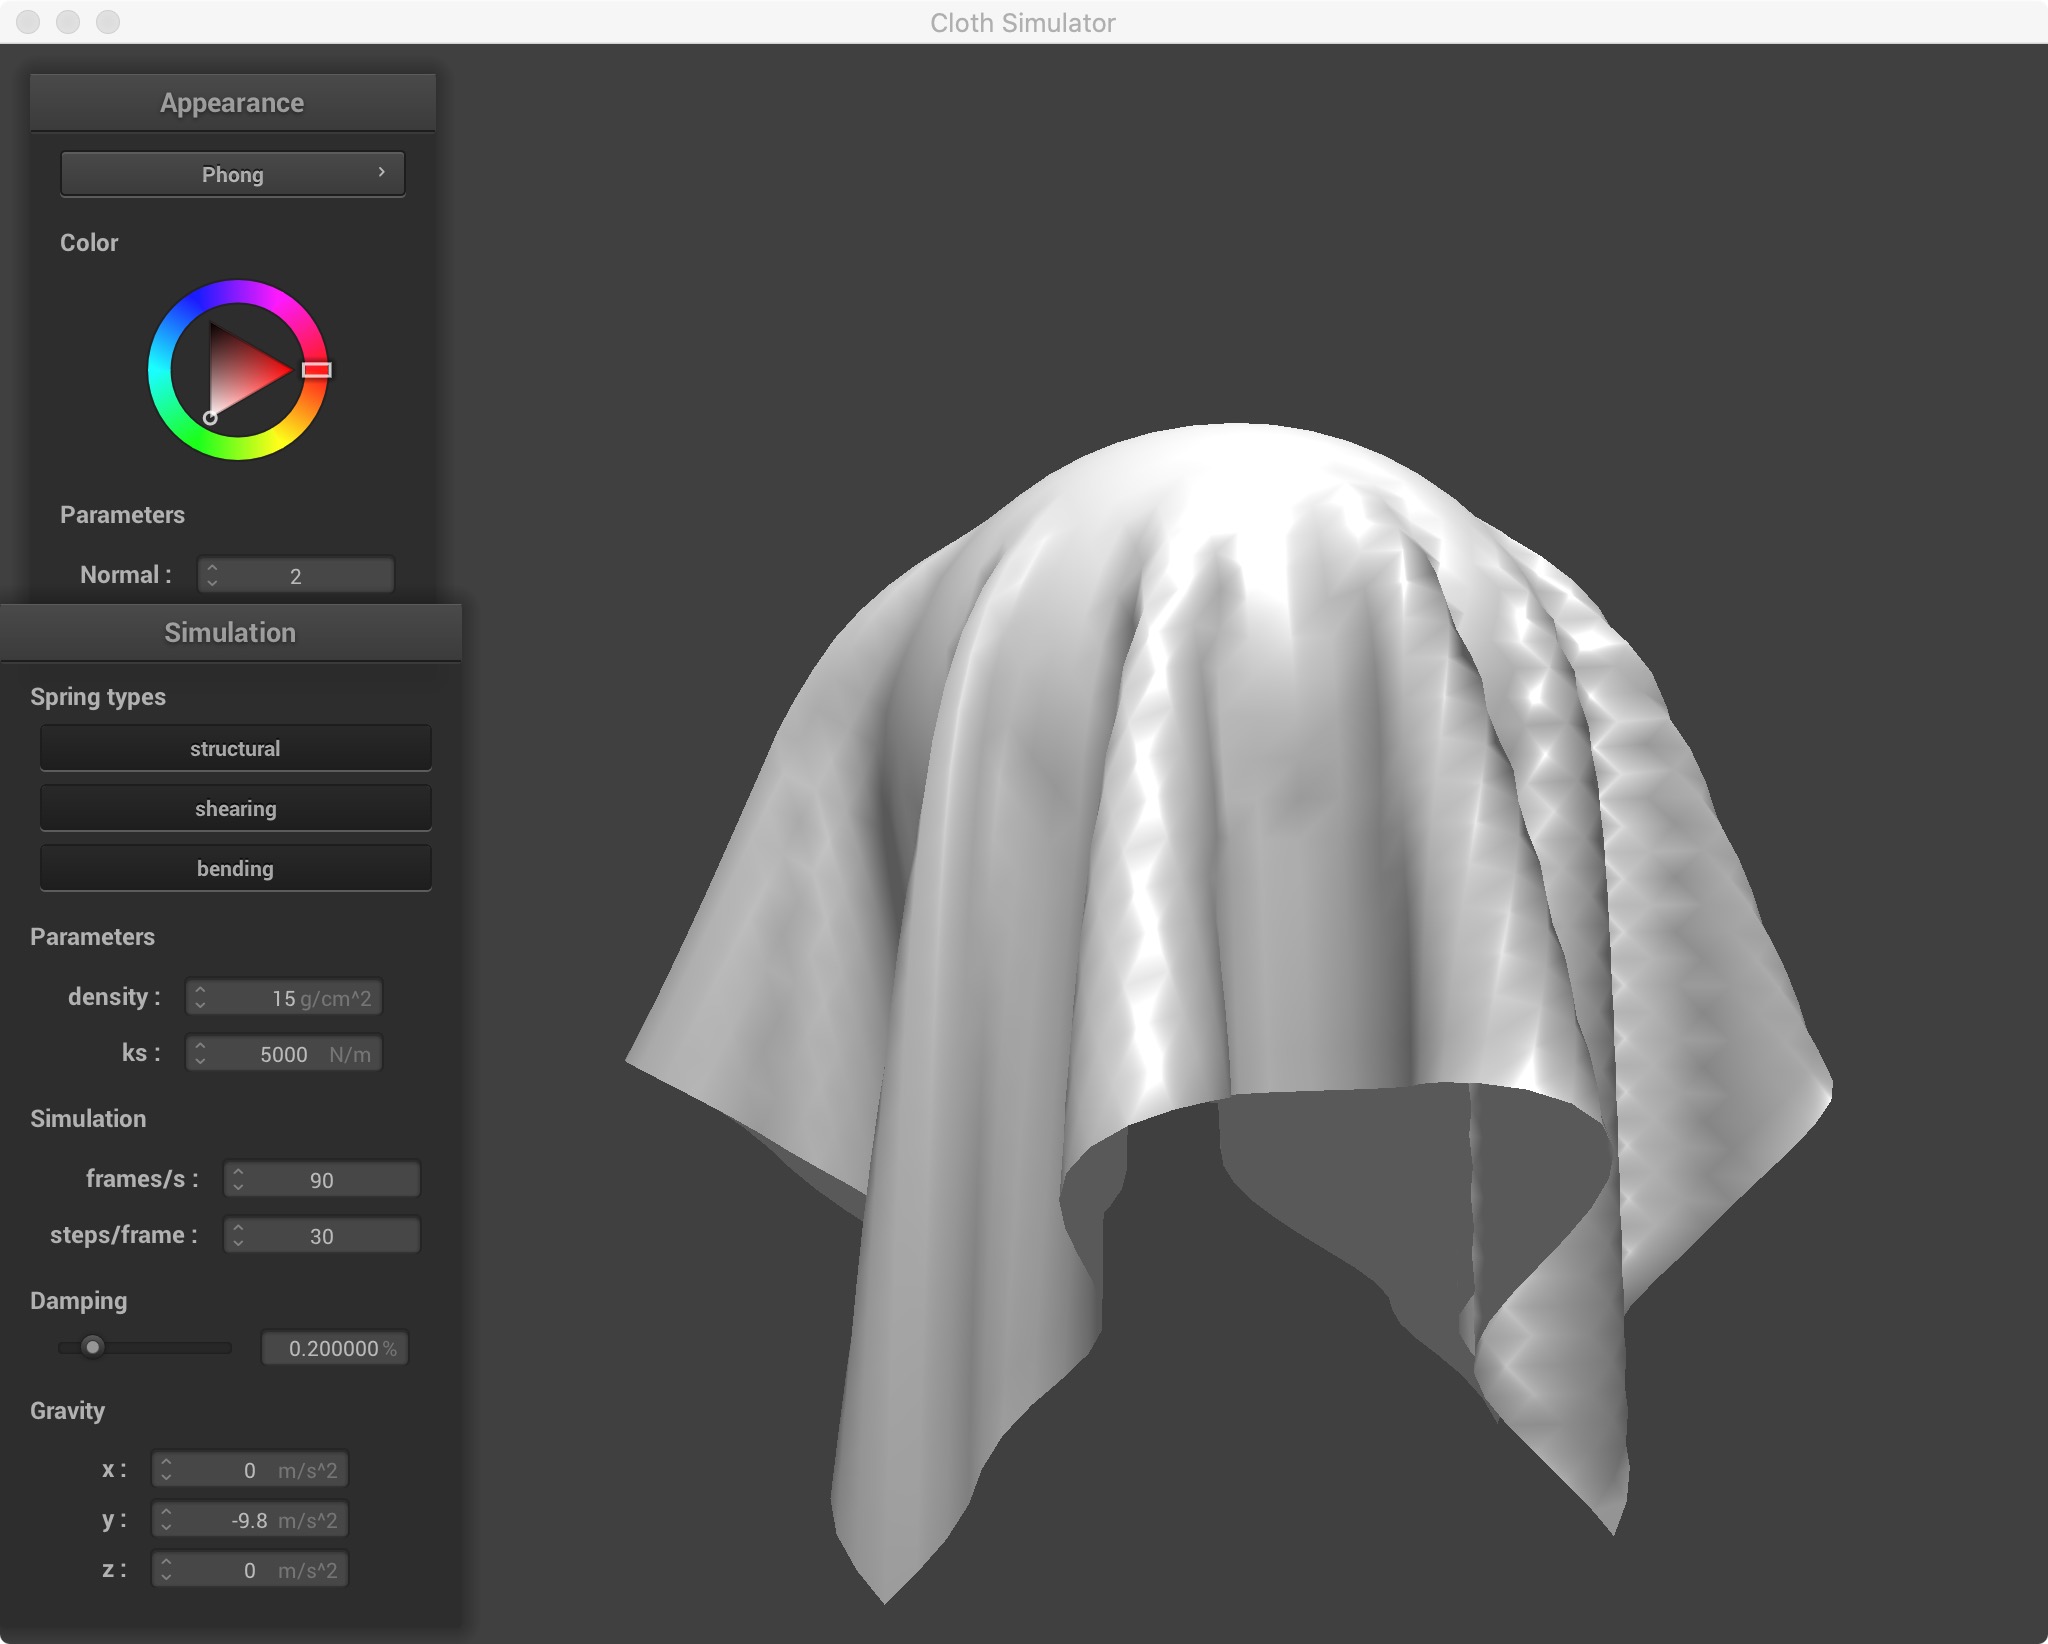 Cloth Simulator
Appearance
Phong
Color
Parameters
Normal : 2
Simulation
Spring types
structural
shearing
bending
Parameters
density : 15 g/cm^2
ks : 5000 N/m
Simulation
frames/s : 90
steps/frame : 30
Damping
0.200000 %
Gravity
x : 0 m/s^2
y : -9.8 m/s^2
z : 0 m/s^2